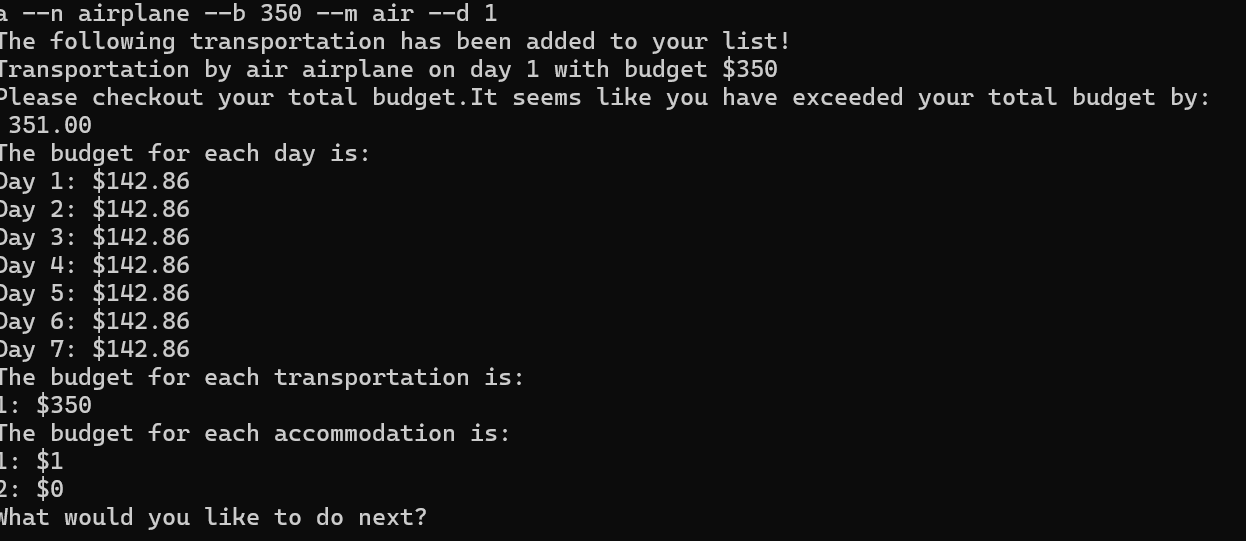 a --n airplane --b 350 --m air --d 1
The following transportation has been added to your list!
Transportation by air airplane on day 1 with budget $350
Please checkout your total budget.It seems like you have exceeded your total budget by:
351.00
The budget for each day is:
Day 1: $142.86
Day 2: $142.86
Day 3: $142.86
Day 4: $142.86
Day 5: $142.86
Day 6: $142.86
Day 7: $142.86
The budget for each transportation is:
1: $350
The budget for each accommodation is:
1: $1
2: $0
What would you like to do next?